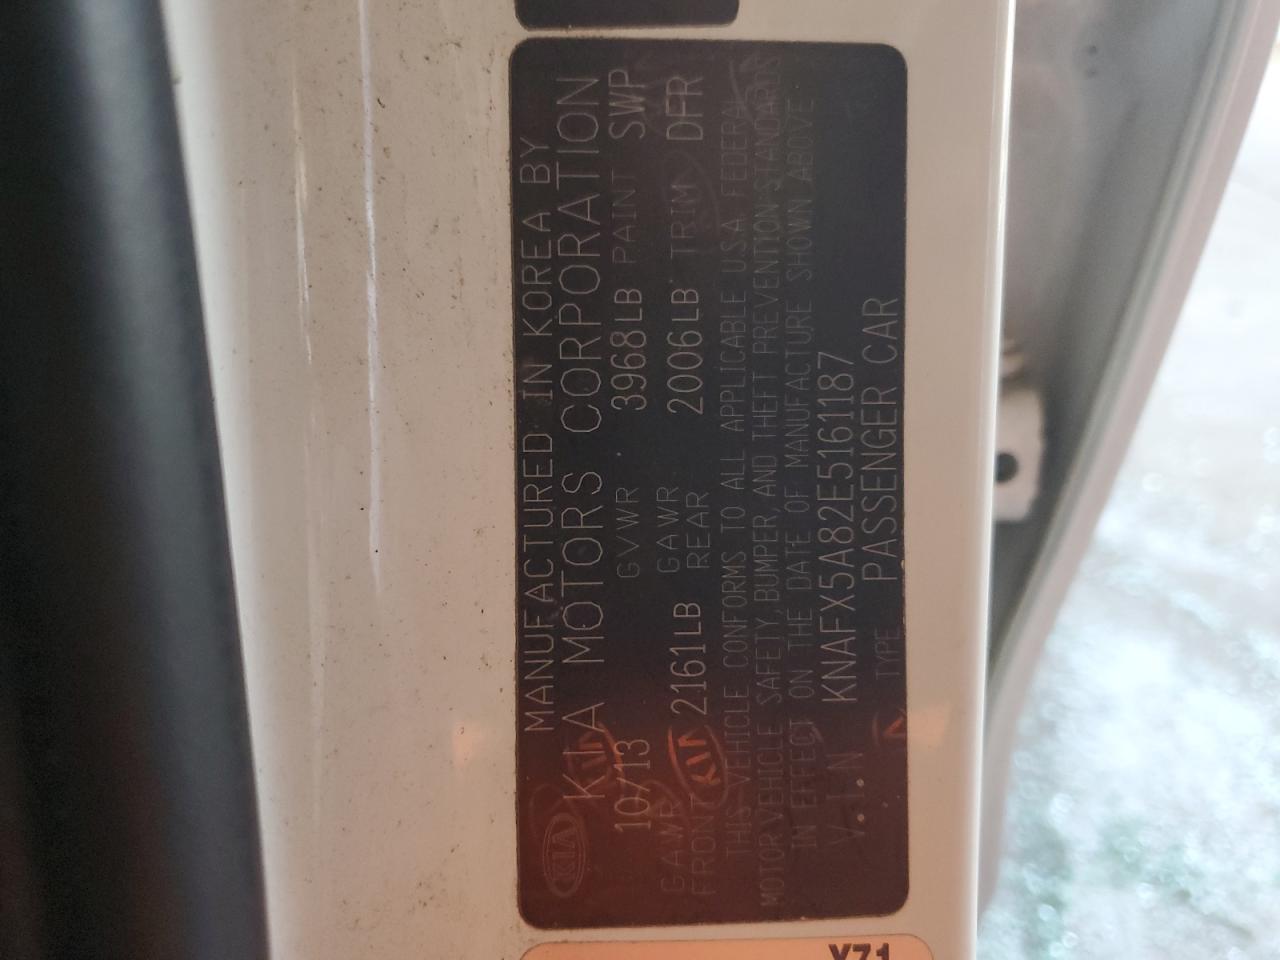 MANUFACTURED IN KOREA BY
KIA KIA MOTORS CORPORATION
10/13 GVWR 3968LB PAINT SWP
GAWR FRONT 2161LB GAWR REAR 2006LB TRIM DFR
THIS VEHICLE CONFORMS TO ALL APPLICABLE U.S.A FEDERAL
MOTOR VEHICLE SAFETY, BUMPER, AND THEFT PREVENTION STANDARDS
IN EFFECT ON THE DATE OF MANUFACTURE SHOWN ABOVE.
V.I.N KNAFX5A82E5161187
TYPE PASSENGER CAR
Y71